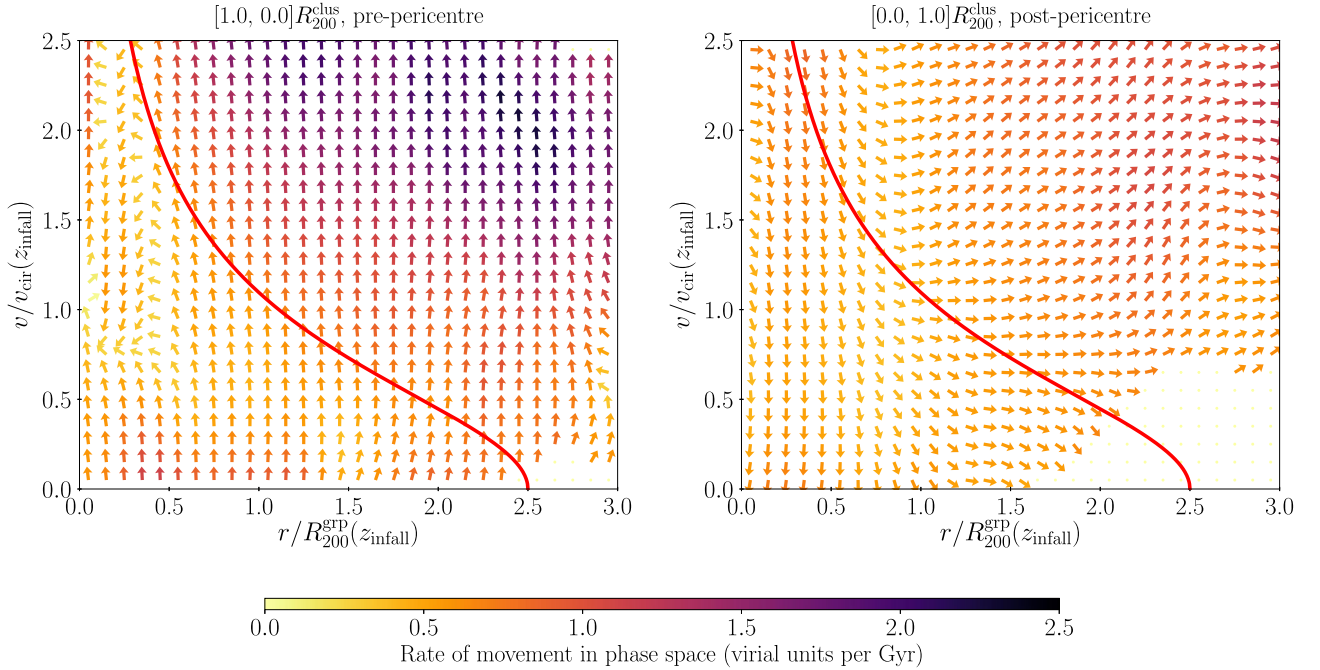 [1.0, 0.0]R₂₀₀^clus, pre-pericentre
[0.0, 1.0]R₂₀₀^clus, post-pericentre
2.5
2.0
1.5
1.0
0.5
0.0
v/v_cir(z_infall)
0.0 0.5 1.0 1.5 2.0 2.5 3.0
r/R₂₀₀^grp(z_infall)
2.5
2.0
1.5
1.0
0.5
0.0
v/v_cir(z_infall)
0.0 0.5 1.0 1.5 2.0 2.5 3.0
r/R₂₀₀^grp(z_infall)
0.0 0.5 1.0 1.5 2.0 2.5
Rate of movement in phase space (virial units per Gyr)